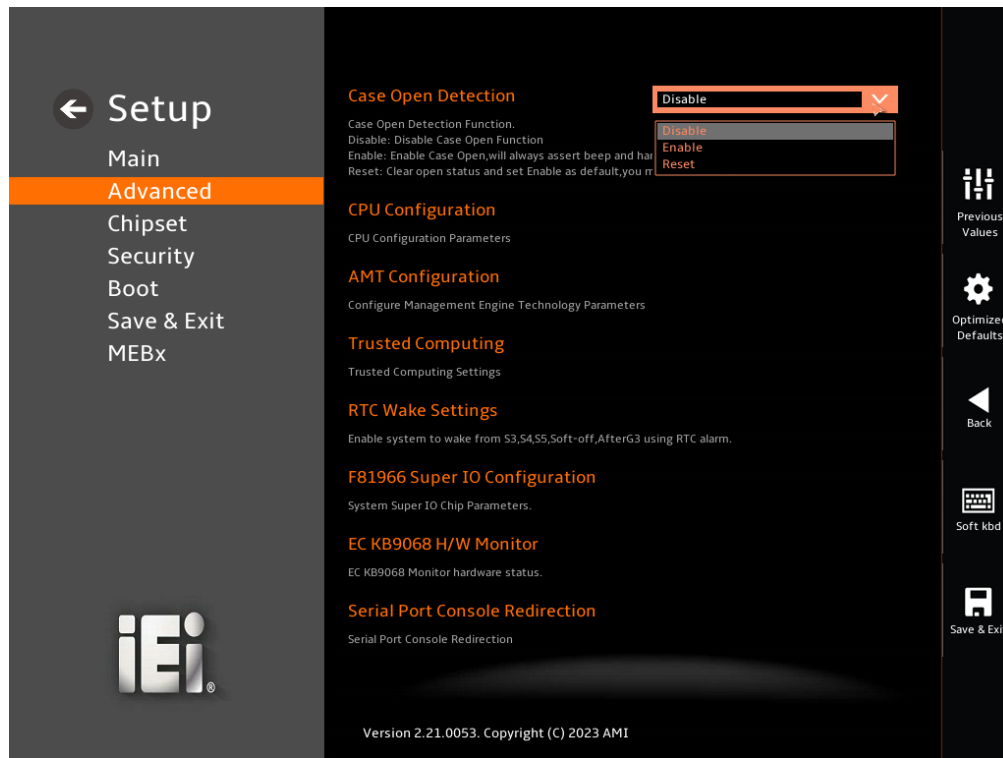 Setup
Main
Advanced
Chipset
Security
Boot
Save & Exit
MEBx
iEi®
Case Open Detection
Disable
Case Open Detection Function.
Disable: Disable Case Open Function
Enable: Enable Case Open,will always assert beep and
Reset: Clear open status and set Enable as default,you
Disable
Enable
Reset
CPU Configuration
CPU Configuration Parameters
AMT Configuration
Configure Management Engine Technology Parameters
Trusted Computing
Trusted Computing Settings
RTC Wake Settings
Enable system to wake from S3,S4,S5,Soft-off,AfterG3 using RTC alarm.
F81966 Super IO Configuration
System Super IO Chip Parameters.
EC KB9068 H/W Monitor
EC KB9068 Monitor hardware status.
Serial Port Console Redirection
Serial Port Console Redirection
Version 2.21.0053. Copyright (C) 2023 AMI
Previous
Values
Optimized
Defaults
Back
Soft kbd
Save & Exit